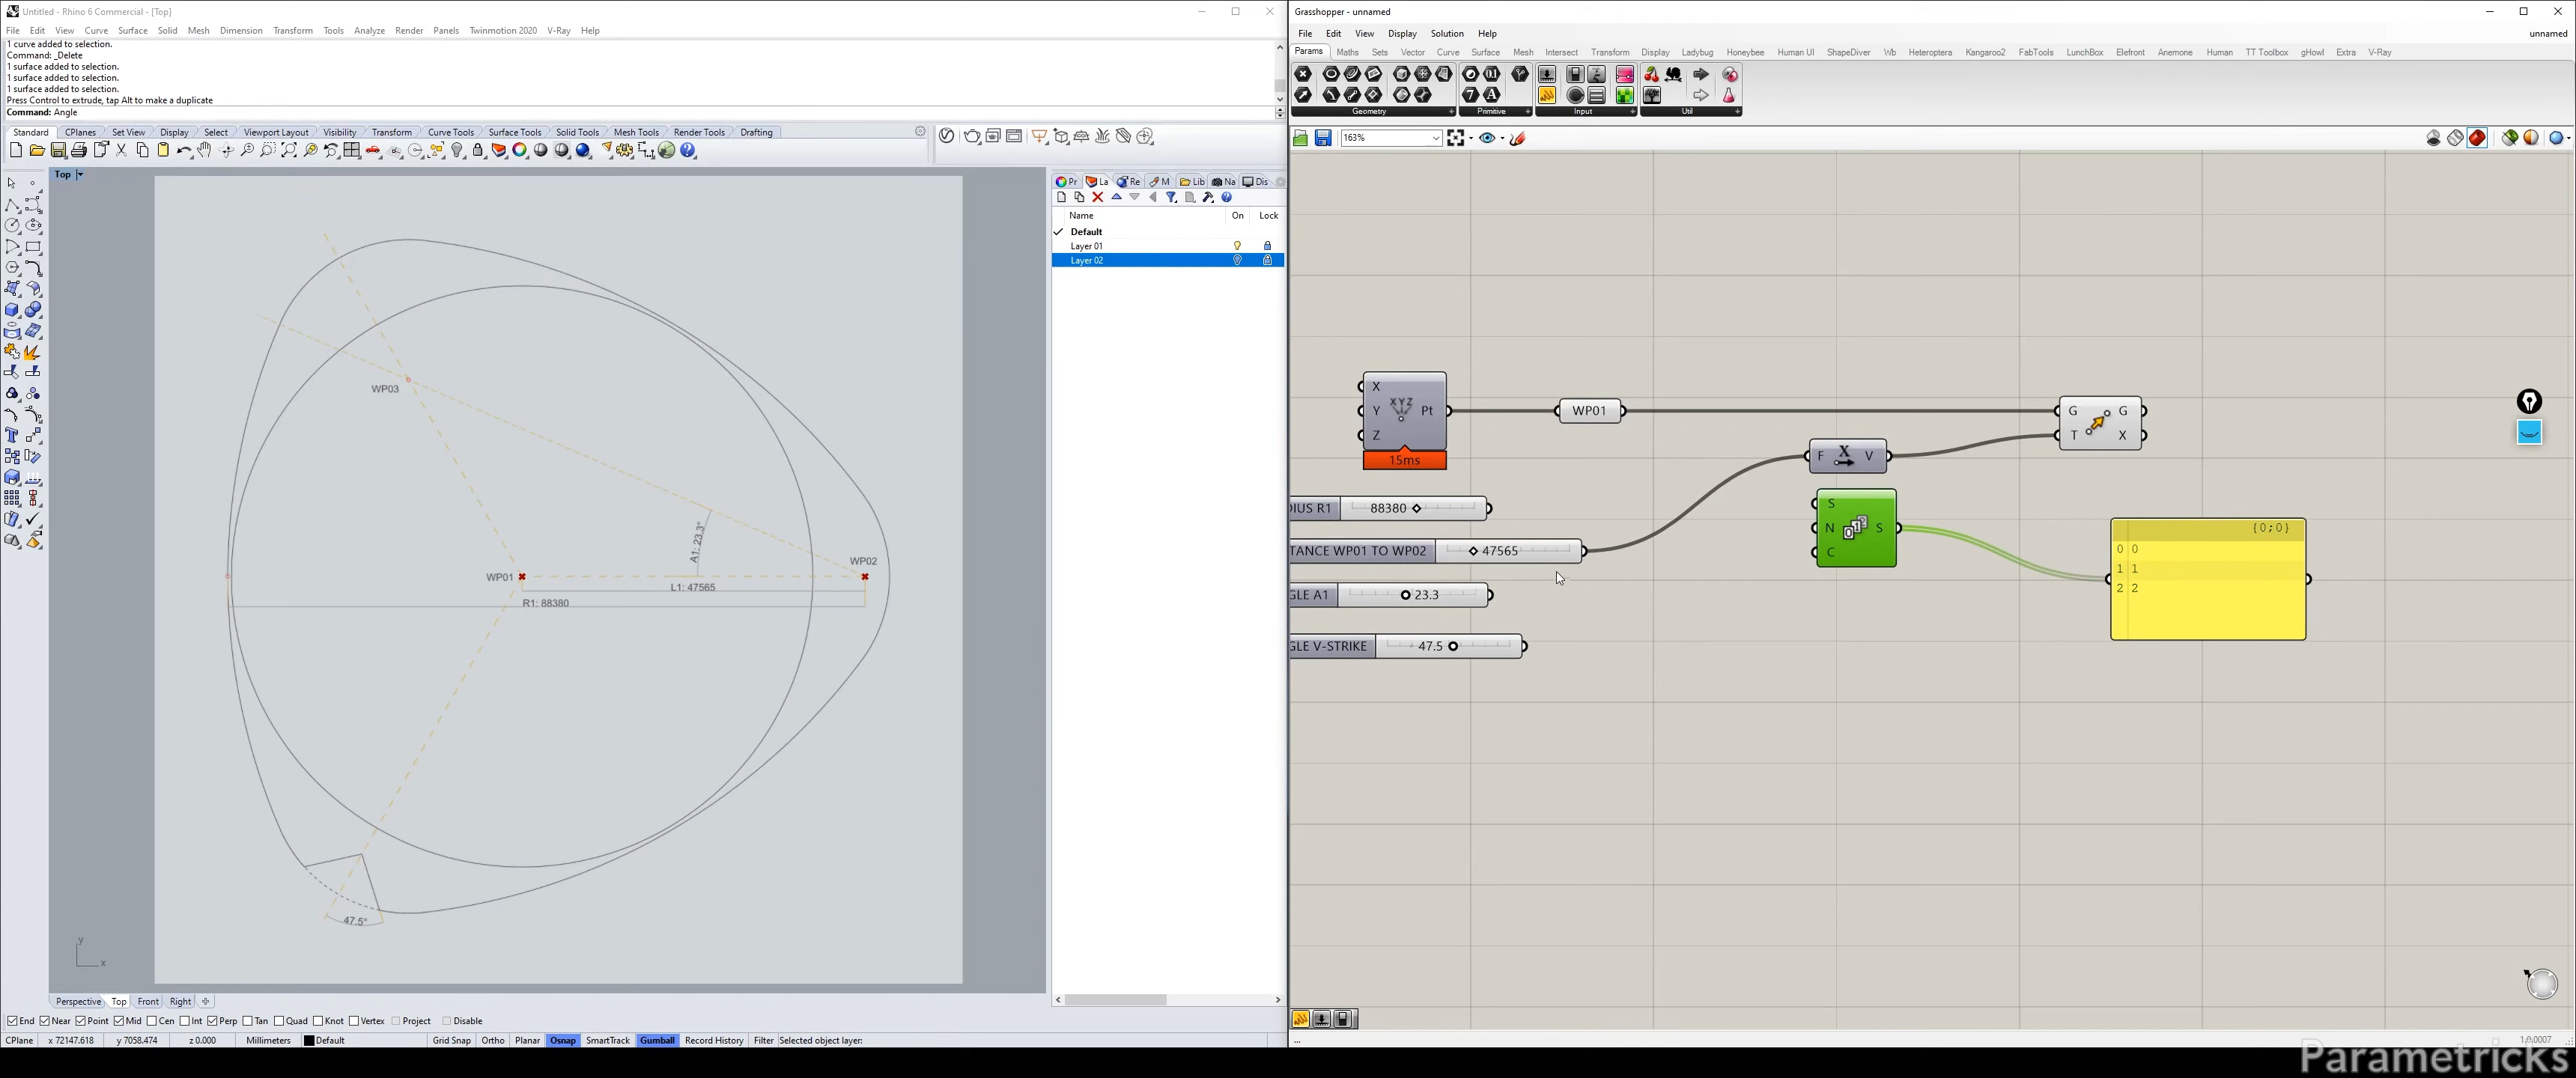 Untitled - Rhino 6 Commercial - [Top]
File Edit View Curve Surface Solid Mesh Dimension Transform Tools Analyze Render Panels Twinmotion 2020 V-Ray Help
1 curve added to selection.
Command: _Delete
1 surface added to selection.
1 surface added to selection.
1 surface added to selection.
Press Control to extrude, tap Alt to make a duplicate
Command: Angle
Standard CPlanes Set View Display Select Viewport Layout Visibility Transform Curve Tools Surface Tools Solid Tools Mesh Tools Render Tools Drafting
Top
Pr La Re M Lib Na Dis
Name On Lock
Default
Layer 01
Layer 02
WP03
A1: 23.3°
WP02
WP01
L1: 47565
R1: 88380
47.5°
y
x
Perspective Top Front Right
End Near Point Mid Cen Int Perp Tan Quad Knot Vertex Project Disable
CPlane x 72147.618 y 7058.474 z 0.000 Millimeters Default Grid Snap Ortho Planar Osnap SmartTrack Gumball Record History Filter Selected object layer:
Grasshopper - unnamed
File Edit View Display Solution Help
unnamed
Params Maths Sets Vector Curve Surface Mesh Intersect Transform Display Ladybug Honeybee Human UI ShapeDiver Wb Heteroptera Kangaroo2 FabTools LunchBox Elefront Anemone Human TT Toolbox gHowl Extra V-Ray
Geometry Primitive Input Util
163%
X
Y
Z
XYZ
Pt
15ms
WP01
G
T
G
X
F X V
IUS R1 88380
TANCE WP01 TO WP02 47565
GLE A1 23.3
GLE V-STRIKE 47.5
S
N
C
S
{0;0}
0 0
1 1
2 2
...
1.0.0007
Parametricks